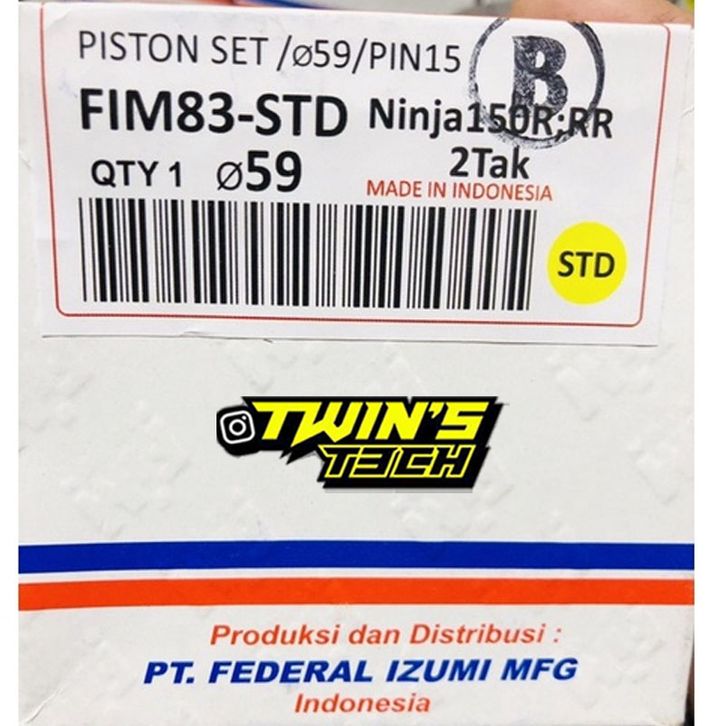 PISTON SET /ø59/PIN15
B
FIM83-STD Ninja150R;RR
QTY 1 ø59 2Tak
MADE IN INDONESIA
STD
TWIN'S
T3CH
Produksi dan Distribusi :
PT. FEDERAL IZUMI MFG
Indonesia